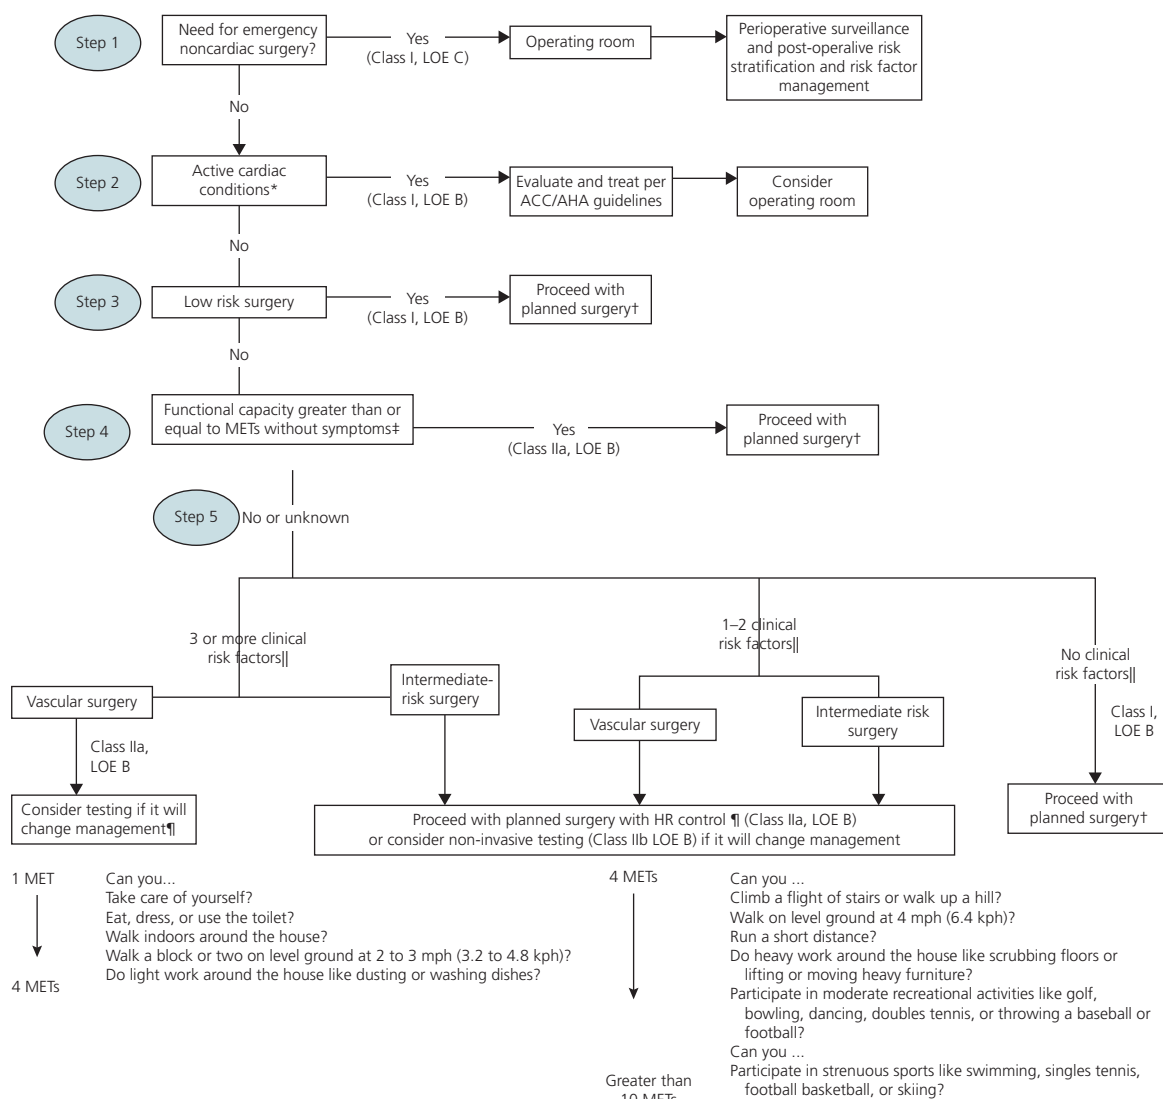 Step 1
Need for emergency
noncardiac surgery?
Yes
(Class I, LOE C)
Operating room
Perioperative surveillance
and post-operalive risk
stratification and risk factor
management
No
Step 2
Active cardiac
conditions*
Yes
(Class I, LOE B)
Evaluate and treat per
ACC/AHA guidelines
Consider
operating room
No
Step 3
Low risk surgery
Yes
(Class I, LOE B)
Proceed with
planned surgery†
No
Step 4
Functional capacity greater than or
equal to METs without symptoms‡
Yes
(Class IIa, LOE B)
Proceed with
planned surgery†
Step 5
No or unknown
3 or more clinical
risk factors||
1–2 clinical
risk factors||
No clinical
risk factors||
Vascular surgery
Intermediate-
risk surgery
Vascular surgery
Intermediate risk
surgery
Class I,
LOE B
Class IIa,
LOE B
Consider testing if it will
change management¶
Proceed with planned surgery with HR control ¶ (Class IIa, LOE B)
or consider non-invasive testing (Class IIb LOE B) if it will change management
Proceed with
planned surgery†
1 MET
Can you...
Take care of yourself?
Eat, dress, or use the toilet?
Walk indoors around the house?
Walk a block or two on level ground at 2 to 3 mph (3.2 to 4.8 kph)?
Do light work around the house like dusting or washing dishes?
4 METs
4 METs
Can you ...
Climb a flight of stairs or walk up a hill?
Walk on level ground at 4 mph (6.4 kph)?
Run a short distance?
Do heavy work around the house like scrubbing floors or
lifting or moving heavy furniture?
Participate in moderate recreational activities like golf,
bowling, dancing, doubles tennis, or throwing a baseball or
football?
Can you ...
Participate in strenuous sports like swimming, singles tennis,
football basketball, or skiing?
Greater than
10 METs